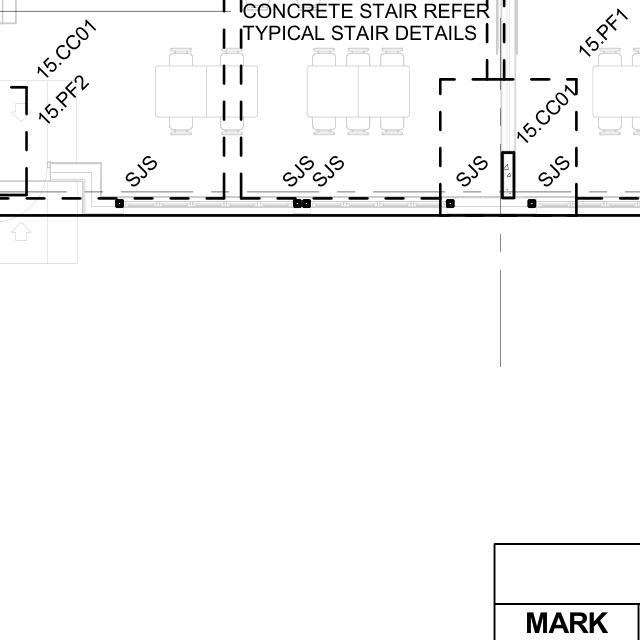 CONCRETE STAIR REFER
TYPICAL STAIR DETAILS
15.CC01
15.PF2
15.PF1
15.CC01
SJS
SJS
SJS
SJS
SJS
MARK